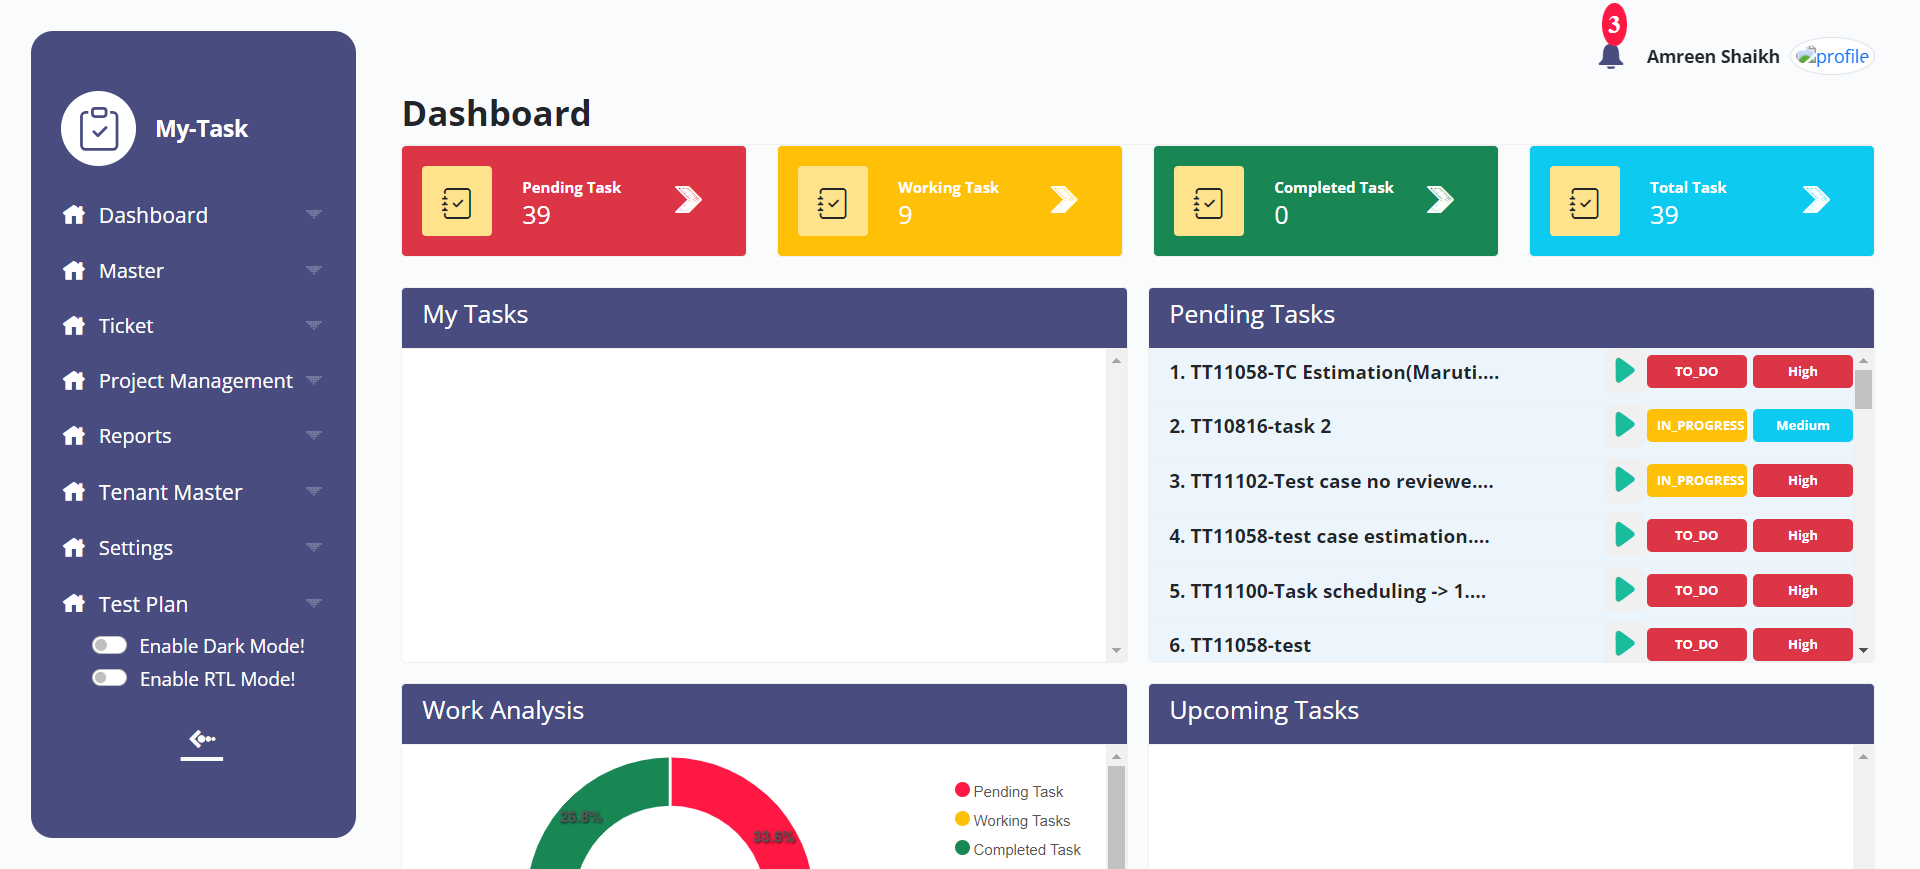 3
Amreen Shaikh
profile
My-Task
Dashboard
Master
Ticket
Project Management
Reports
Tenant Master
Settings
Test Plan
Enable Dark Mode!
Enable RTL Mode!
Dashboard
Pending Task
39
Working Task
9
Completed Task
0
Total Task
39
My Tasks
Pending Tasks
1. TT11058-TC Estimation(Maruti.... TO_DO High
2. TT10816-task 2 IN_PROGRESS Medium
3. TT11102-Test case no reviewe.... IN_PROGRESS High
4. TT11058-test case estimation.... TO_DO High
5. TT11100-Task scheduling -> 1.... TO_DO High
6. TT11058-test TO_DO High
Work Analysis
25.8%
33.6%
Pending Task
Working Tasks
Completed Task
Upcoming Tasks